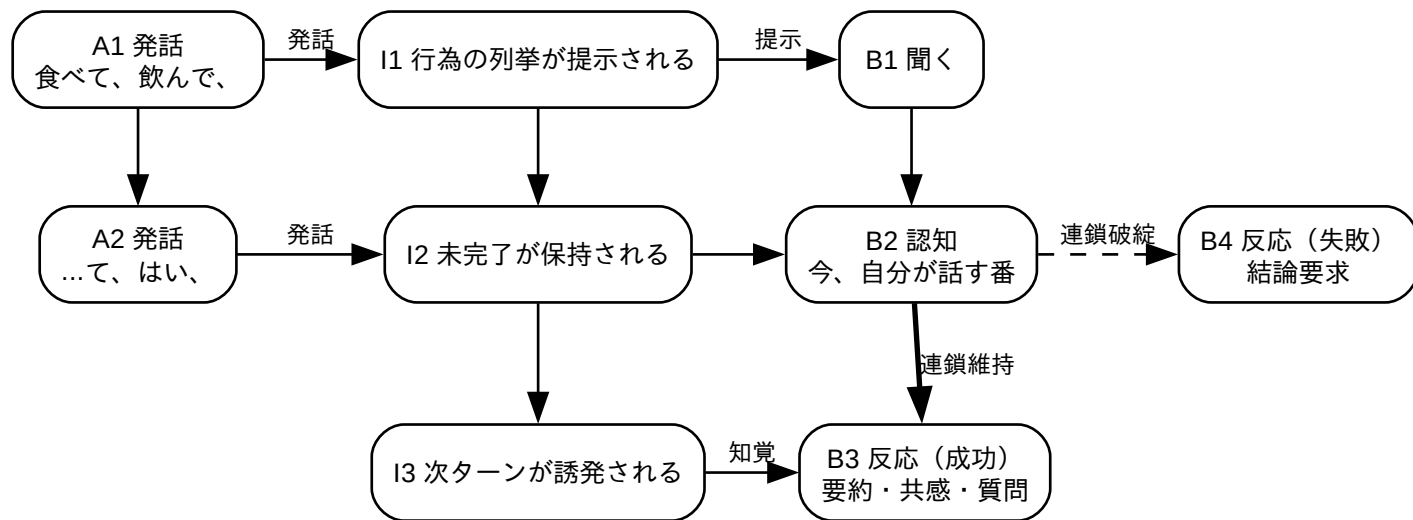 A1 発話
食べて、飲んで、
発話
I1 行為の列挙が提示される
提示
B1 聞く
A2 発話
...て、はい、
発話
I2 未完了が保持される
B2 認知
今、自分が話す番
連鎖破綻
B4 反応（失敗）
結論要求
連鎖維持
I3 次ターンが誘発される
知覚
B3 反応（成功）
要約・共感・質問